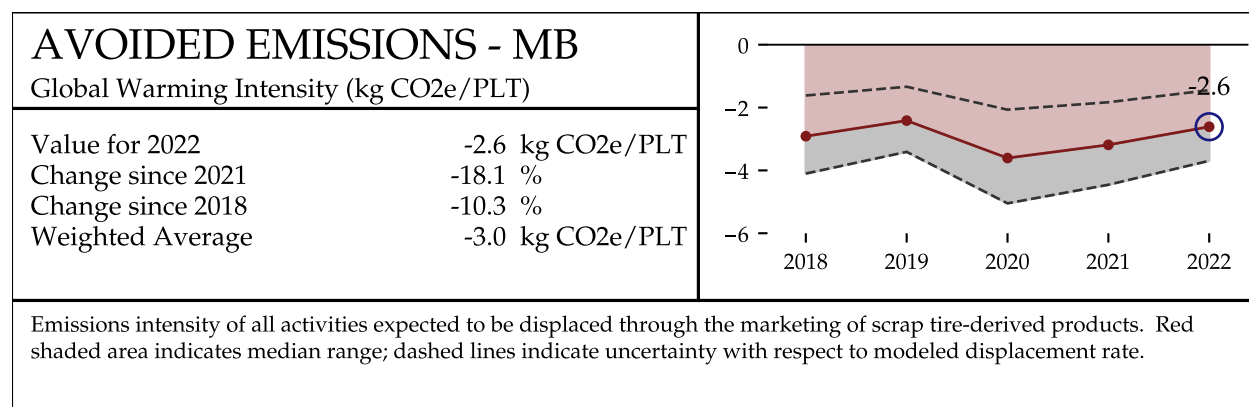 AVOIDED EMISSIONS - MB
Global Warming Intensity (kg CO2e/PLT)
Value for 2022 -2.6 kg CO2e/PLT
Change since 2021 -18.1 %
Change since 2018 -10.3 %
Weighted Average -3.0 kg CO2e/PLT
0
-2.6
−2
−4
−6
2018 2019 2020 2021 2022
Emissions intensity of all activities expected to be displaced through the marketing of scrap tire-derived products. Red
shaded area indicates median range; dashed lines indicate uncertainty with respect to modeled displacement rate.